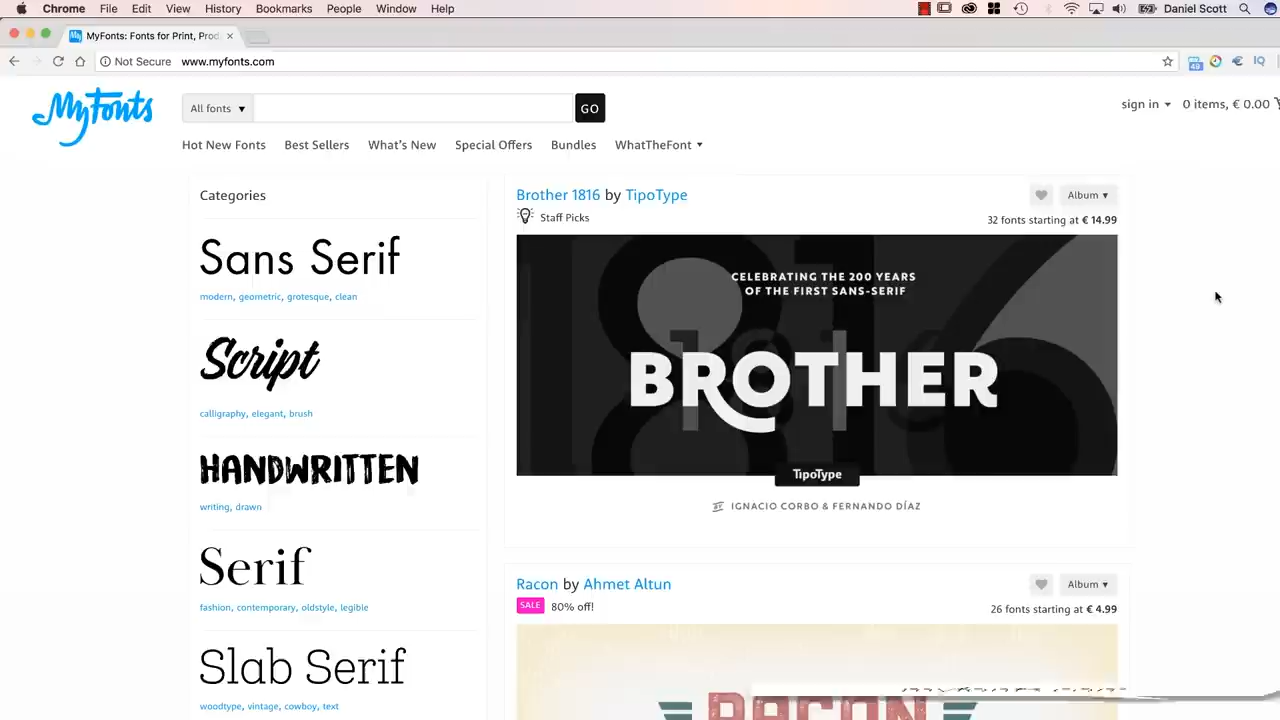 Chrome File Edit View History Bookmarks People Window Help Daniel Scott
MyFonts: Fonts for Print, Prod
Not Secure www.myfonts.com
49 IQ
MyFonts All fonts ▼ GO sign in ▾ 0 items, € 0.00
Hot New Fonts Best Sellers What's New Special Offers Bundles WhatTheFont ▾
Categories
Sans Serif
modern, geometric, grotesque, clean
Script
calligraphy, elegant, brush
HANDWRITTEN
writing, drawn
Serif
fashion, contemporary, oldstyle, legible
Slab Serif
woodtype, vintage, cowboy, text
Brother 1816 by TipoType
Album ▾
Staff Picks
32 fonts starting at € 14.99
CELEBRATING THE 200 YEARS
OF THE FIRST SANS-SERIF
1816
BROTHER
TipoType
IGNACIO CORBO & FERNANDO DÍAZ
Racon by Ahmet Altun
Album ▾
SALE 80% off!
26 fonts starting at € 4.99
RACON